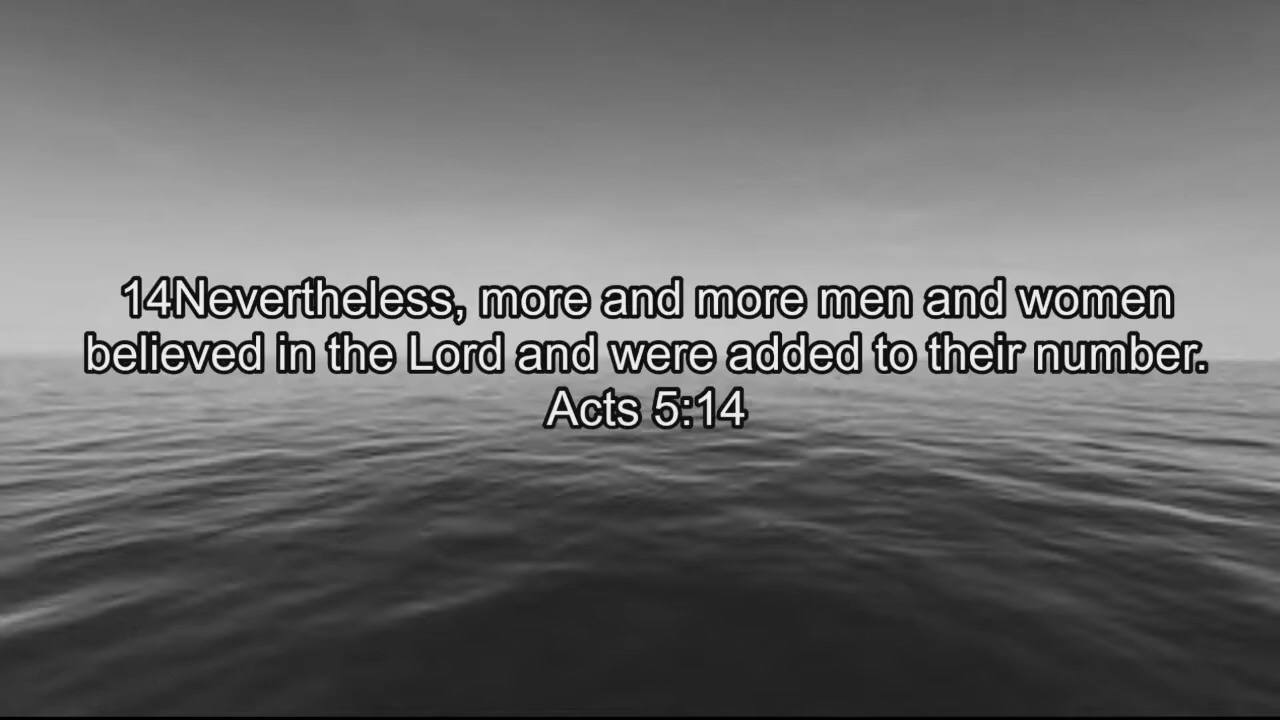 14Nevertheless, more and more men and women
believed in the Lord and were added to their number.
Acts 5:14